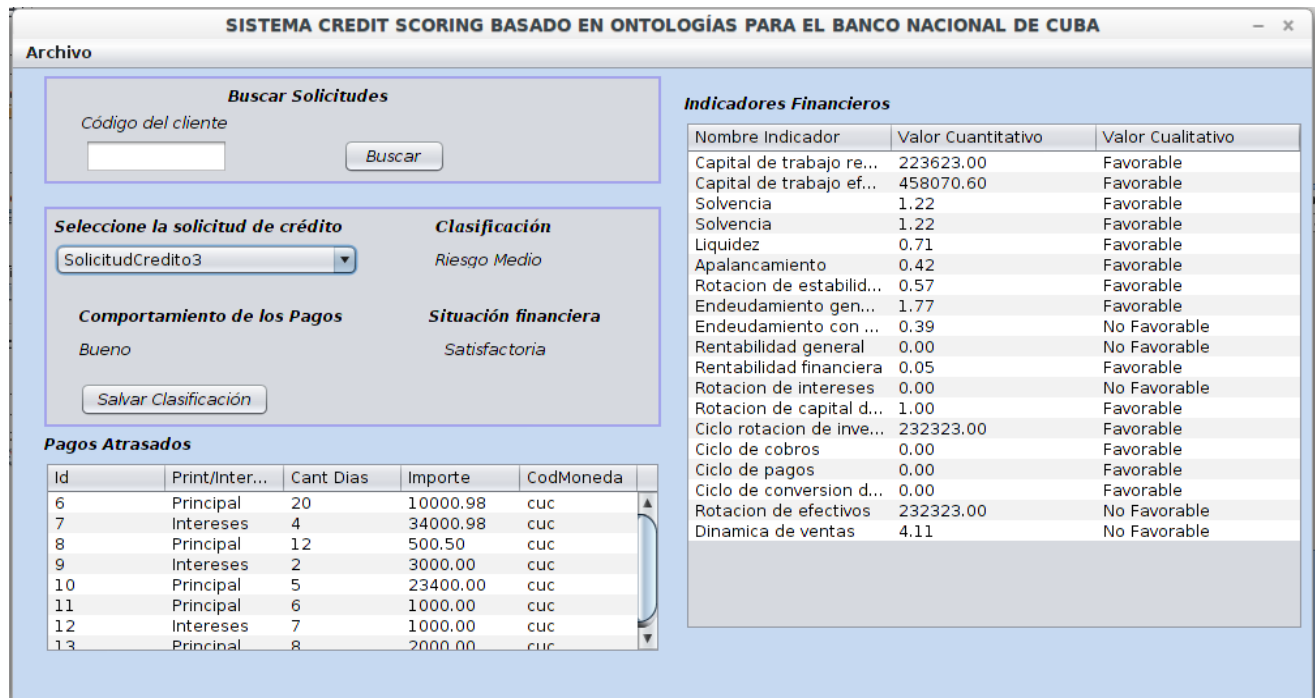 SISTEMA CREDIT SCORING BASADO EN ONTOLOGÍAS PARA EL BANCO NACIONAL DE CUBA
Archivo
Buscar Solicitudes
Código del cliente
Buscar
Seleccione la solicitud de crédito
Clasificación
SolicitudCredito3
Riesgo Medio
Comportamiento de los Pagos
Situación financiera
Bueno
Satisfactoria
Salvar Clasificación
Pagos Atrasados
Id Print/Inter... Cant Dias Importe CodMoneda
6 Principal 20 10000.98 cuc
7 Intereses 4 34000.98 cuc
8 Principal 12 500.50 cuc
9 Intereses 2 3000.00 cuc
10 Principal 5 23400.00 cuc
11 Principal 6 1000.00 cuc
12 Intereses 7 1000.00 cuc
13 Principal 8 2000.00 cuc
Indicadores Financieros
Nombre Indicador Valor Cuantitativo Valor Cualitativo
Capital de trabajo re... 223623.00 Favorable
Capital de trabajo ef... 458070.60 Favorable
Solvencia 1.22 Favorable
Solvencia 1.22 Favorable
Liquidez 0.71 Favorable
Apalancamiento 0.42 Favorable
Rotacion de estabilid... 0.57 Favorable
Endeudamiento gen... 1.77 Favorable
Endeudamiento con ... 0.39 No Favorable
Rentabilidad general 0.00 No Favorable
Rentabilidad financiera 0.05 Favorable
Rotacion de intereses 0.00 No Favorable
Rotacion de capital d... 1.00 Favorable
Ciclo rotacion de inve... 232323.00 Favorable
Ciclo de cobros 0.00 Favorable
Ciclo de pagos 0.00 Favorable
Ciclo de conversion d... 0.00 Favorable
Rotacion de efectivos 232323.00 No Favorable
Dinamica de ventas 4.11 No Favorable